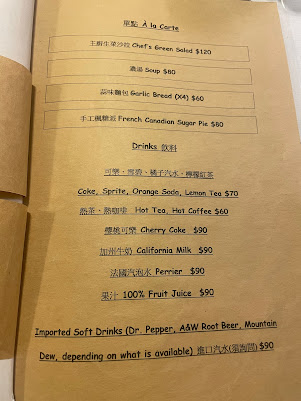 單點 À la Carte
主廚生菜沙拉 Chef's Green Salad $120
濃湯 Soup $80
蒜味麵包 Garlic Bread (X4) $60
手工楓糖派 French Canadian Sugar Pie $80
Drinks 飲料
可樂、雪碧、橘子汽水、檸檬紅茶
Coke, Sprite, Orange Soda, Lemon Tea $70
熱茶、熱咖啡 Hot Tea, Hot Coffee $60
櫻桃可樂 Cherry Coke $90
加州牛奶 California Milk $90
法國汽泡水 Perrier $90
果汁 100% Fruit Juice $90
Imported Soft Drinks (Dr. Pepper, A&W Root Beer, Mountain
Dew, depending on what is available) 進口汽水(須詢問) $90